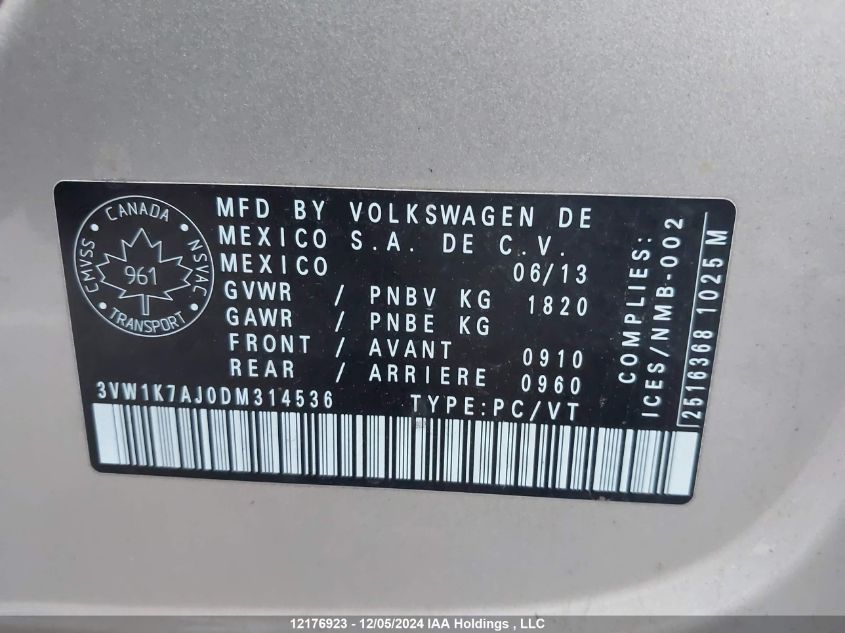 CANADA
CMVSS
NSVAC
961
TRANSPORT
MFD BY VOLKSWAGEN DE
MEXICO S.A. DE C.V.
MEXICO 06/13
GVWR / PNBV KG 1820
GAWR / PNBE KG
FRONT / AVANT 0910
REAR / ARRIERE 0960
3VW1K7AJ0DM314536 TYPE:PC/VT
COMPLIES:
ICES/NMB-002
2516368 1025 M
12176923 - 12/05/2024 IAA Holdings , LLC